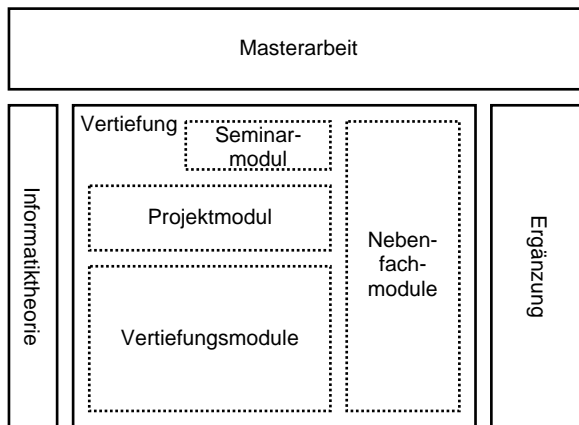 Masterarbeit
Informatiktheorie
Vertiefung
Seminar-
modul
Projektmodul
Vertiefungsmodule
Neben-
fach-
module
Ergänzung